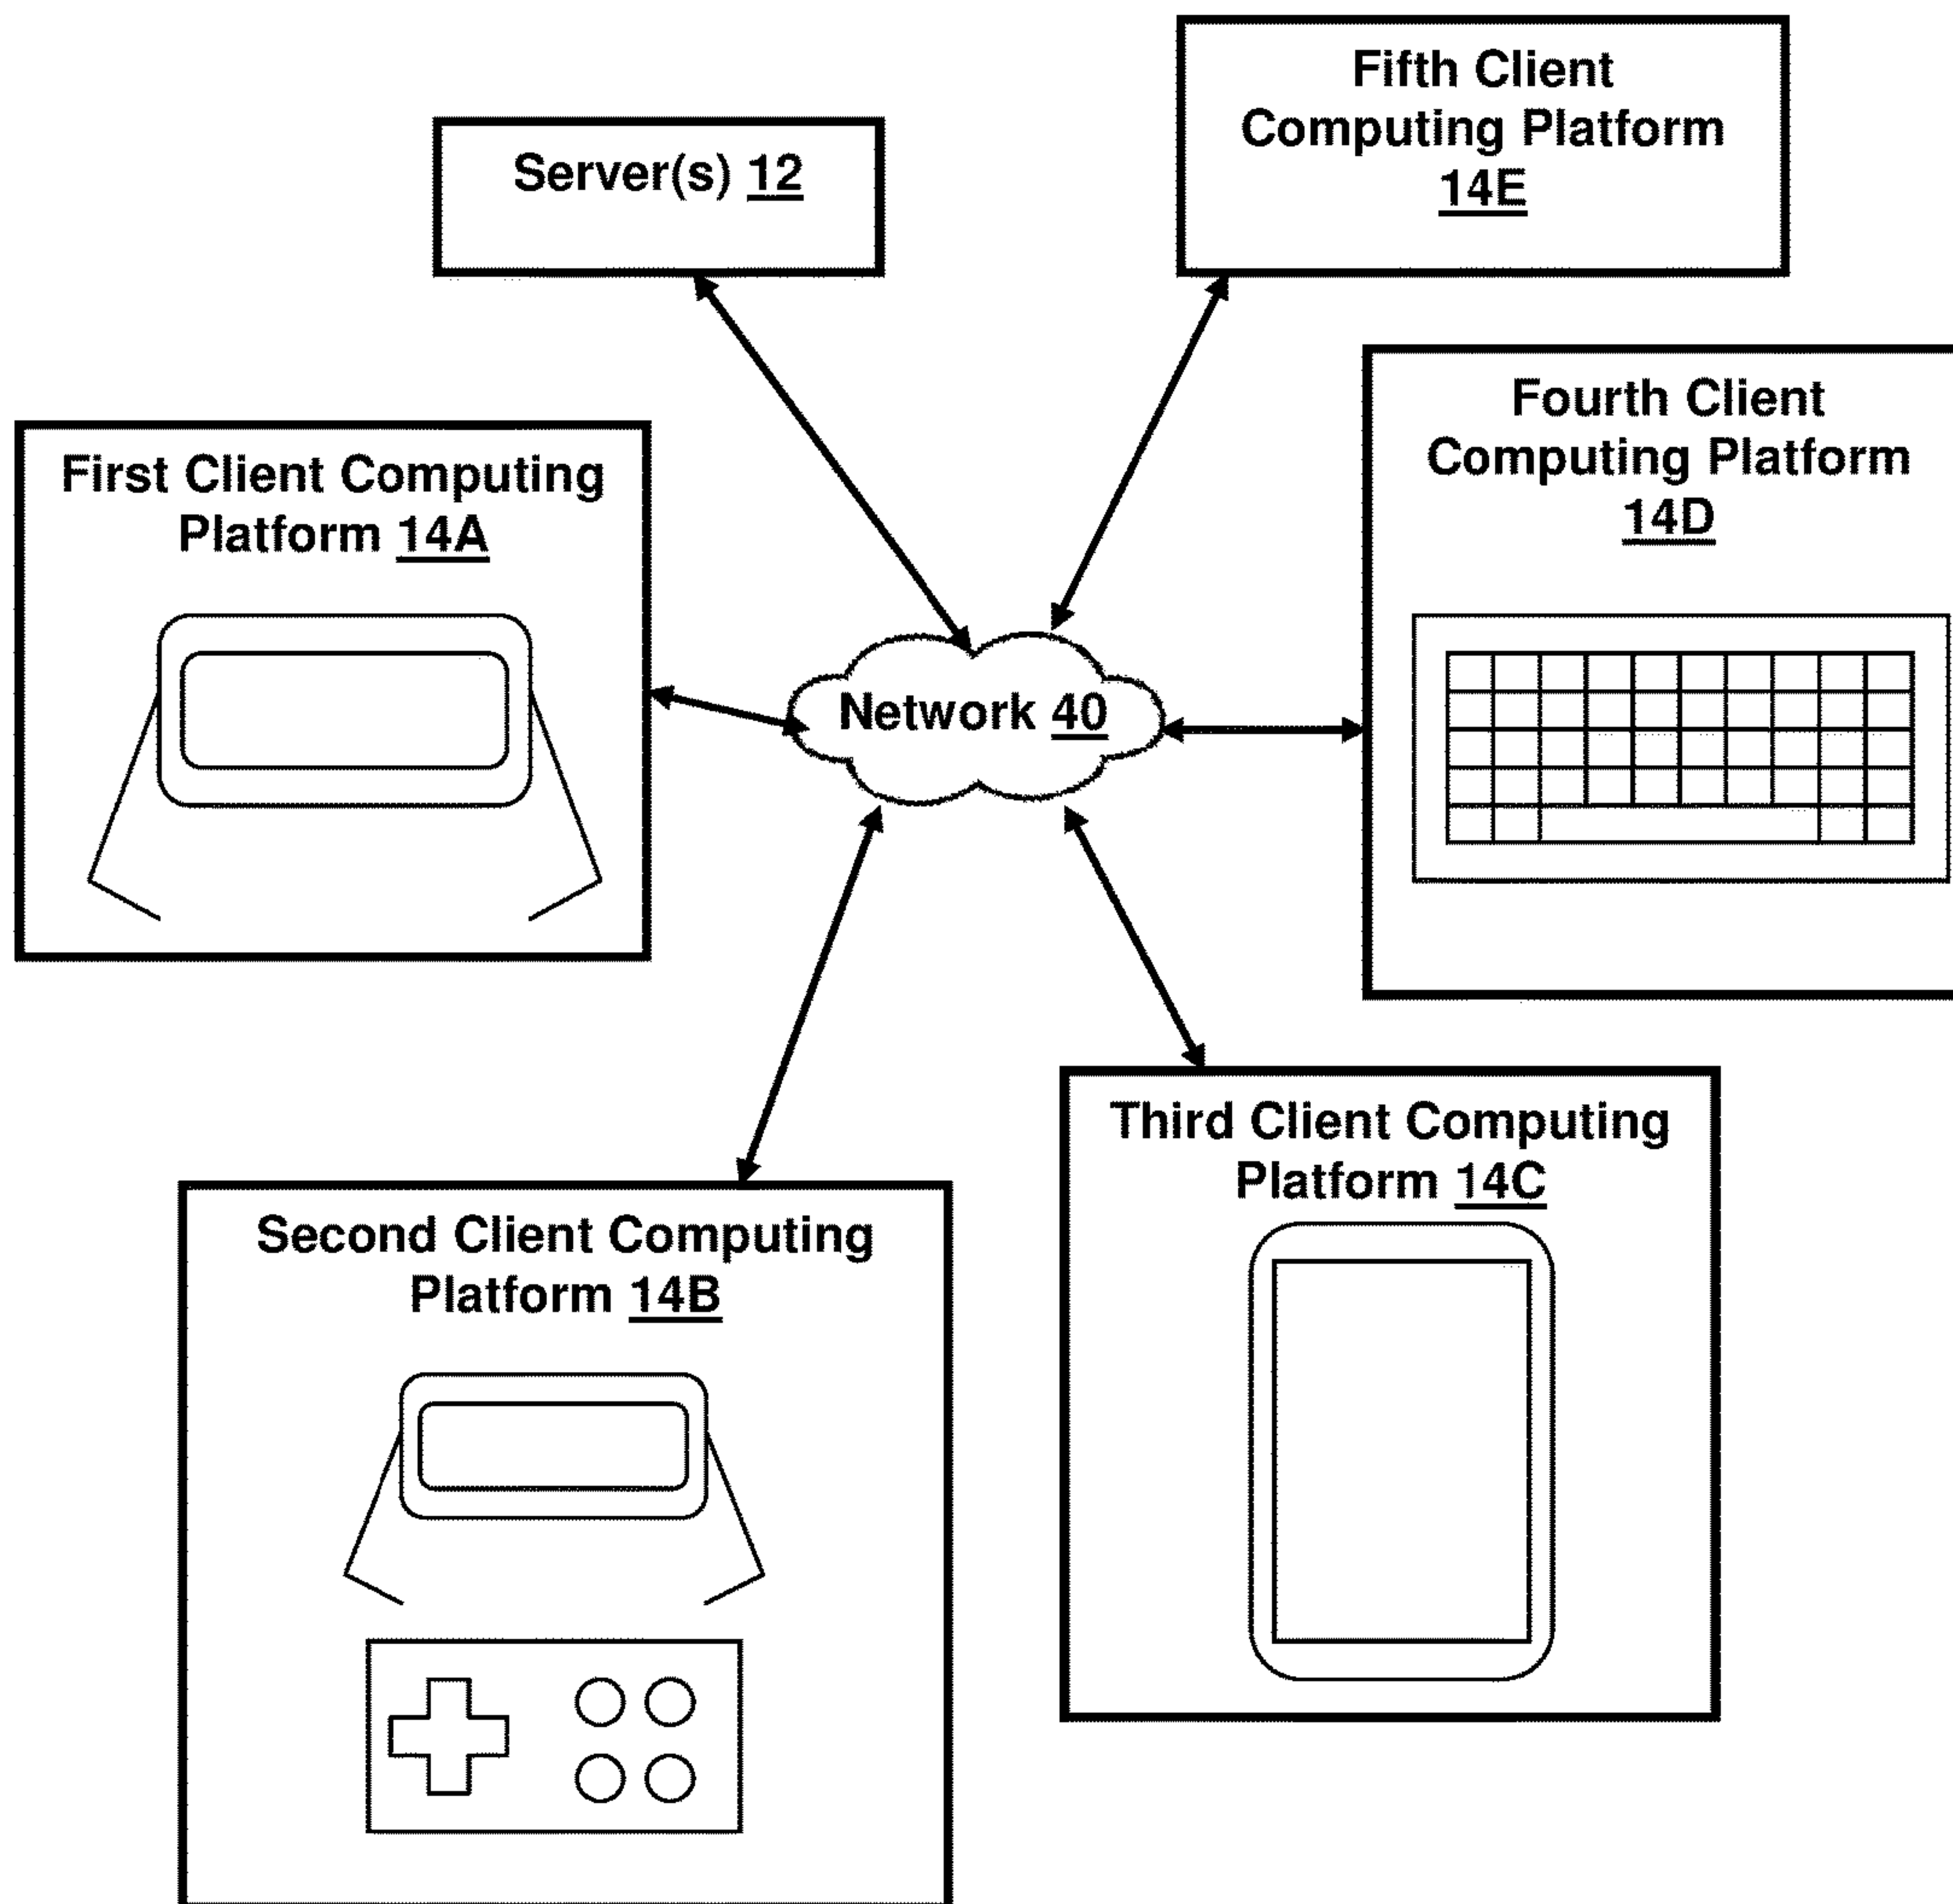 Fifth Client
Computing Platform
14E
Server(s) 12
Fourth Client
Computing Platform
14D
First Client Computing
Platform 14A
Network 40
Third Client Computing
Platform 14C
Second Client Computing
Platform 14B